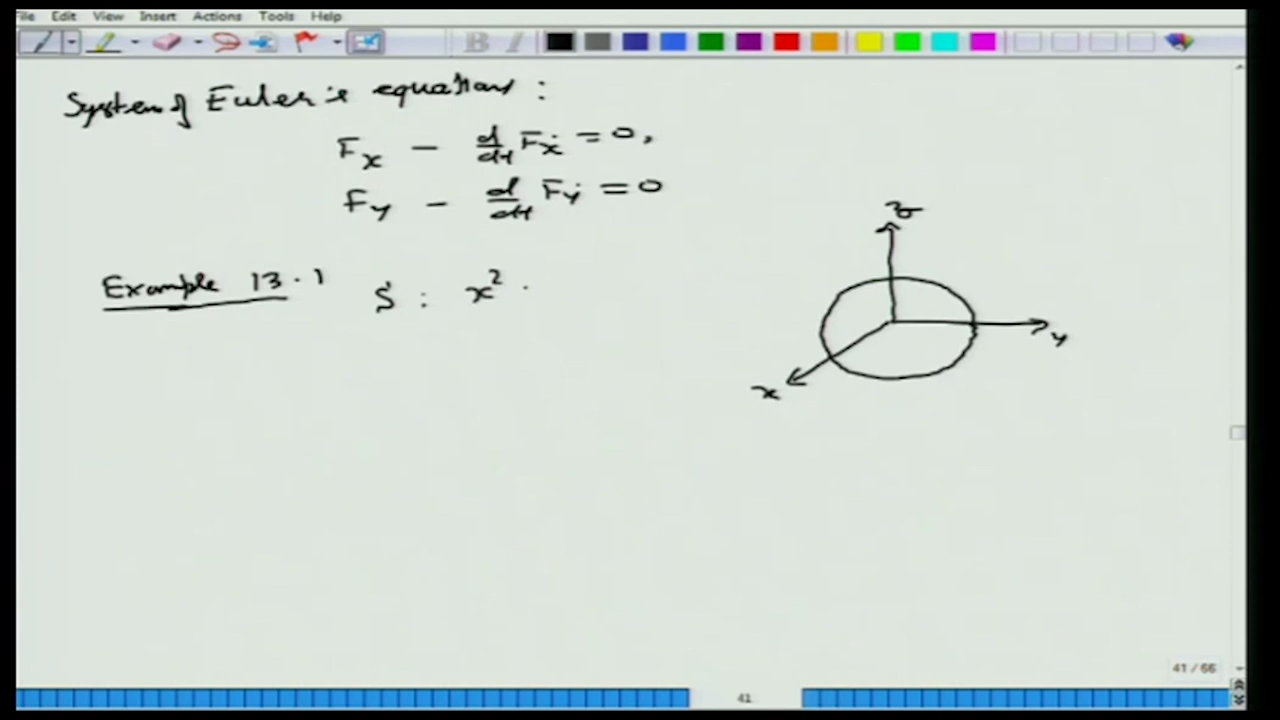 File Edit View Insert Actions Tools Help
B I
System of Euler's equations :
Fₓ - d/dt Fẋ = 0,
F_y - d/dt Fẏ = 0
Example 13.1 S : x² .
z
y
x
41 / 66
41